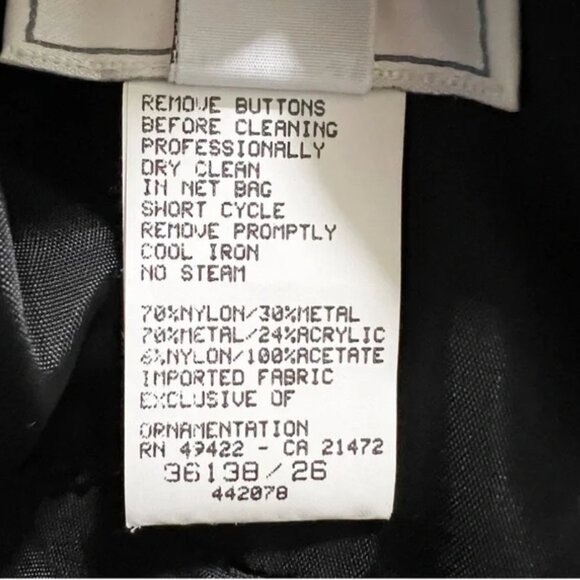 REMOVE BUTTONS
BEFORE CLEANING
PROFESSIONALLY
DRY CLEAN
IN NET BAG
SHORT CYCLE
REMOVE PROMPTLY
COOL IRON
NO STEAM
70%NYLON/30%METAL
70%METAL/24%ACRYLIC
6%NYLON/100%ACETATE
IMPORTED FABRIC
EXCLUSIVE OF
ORNAMENTATION
RN 49422 - CA 21472
36138/26
442078